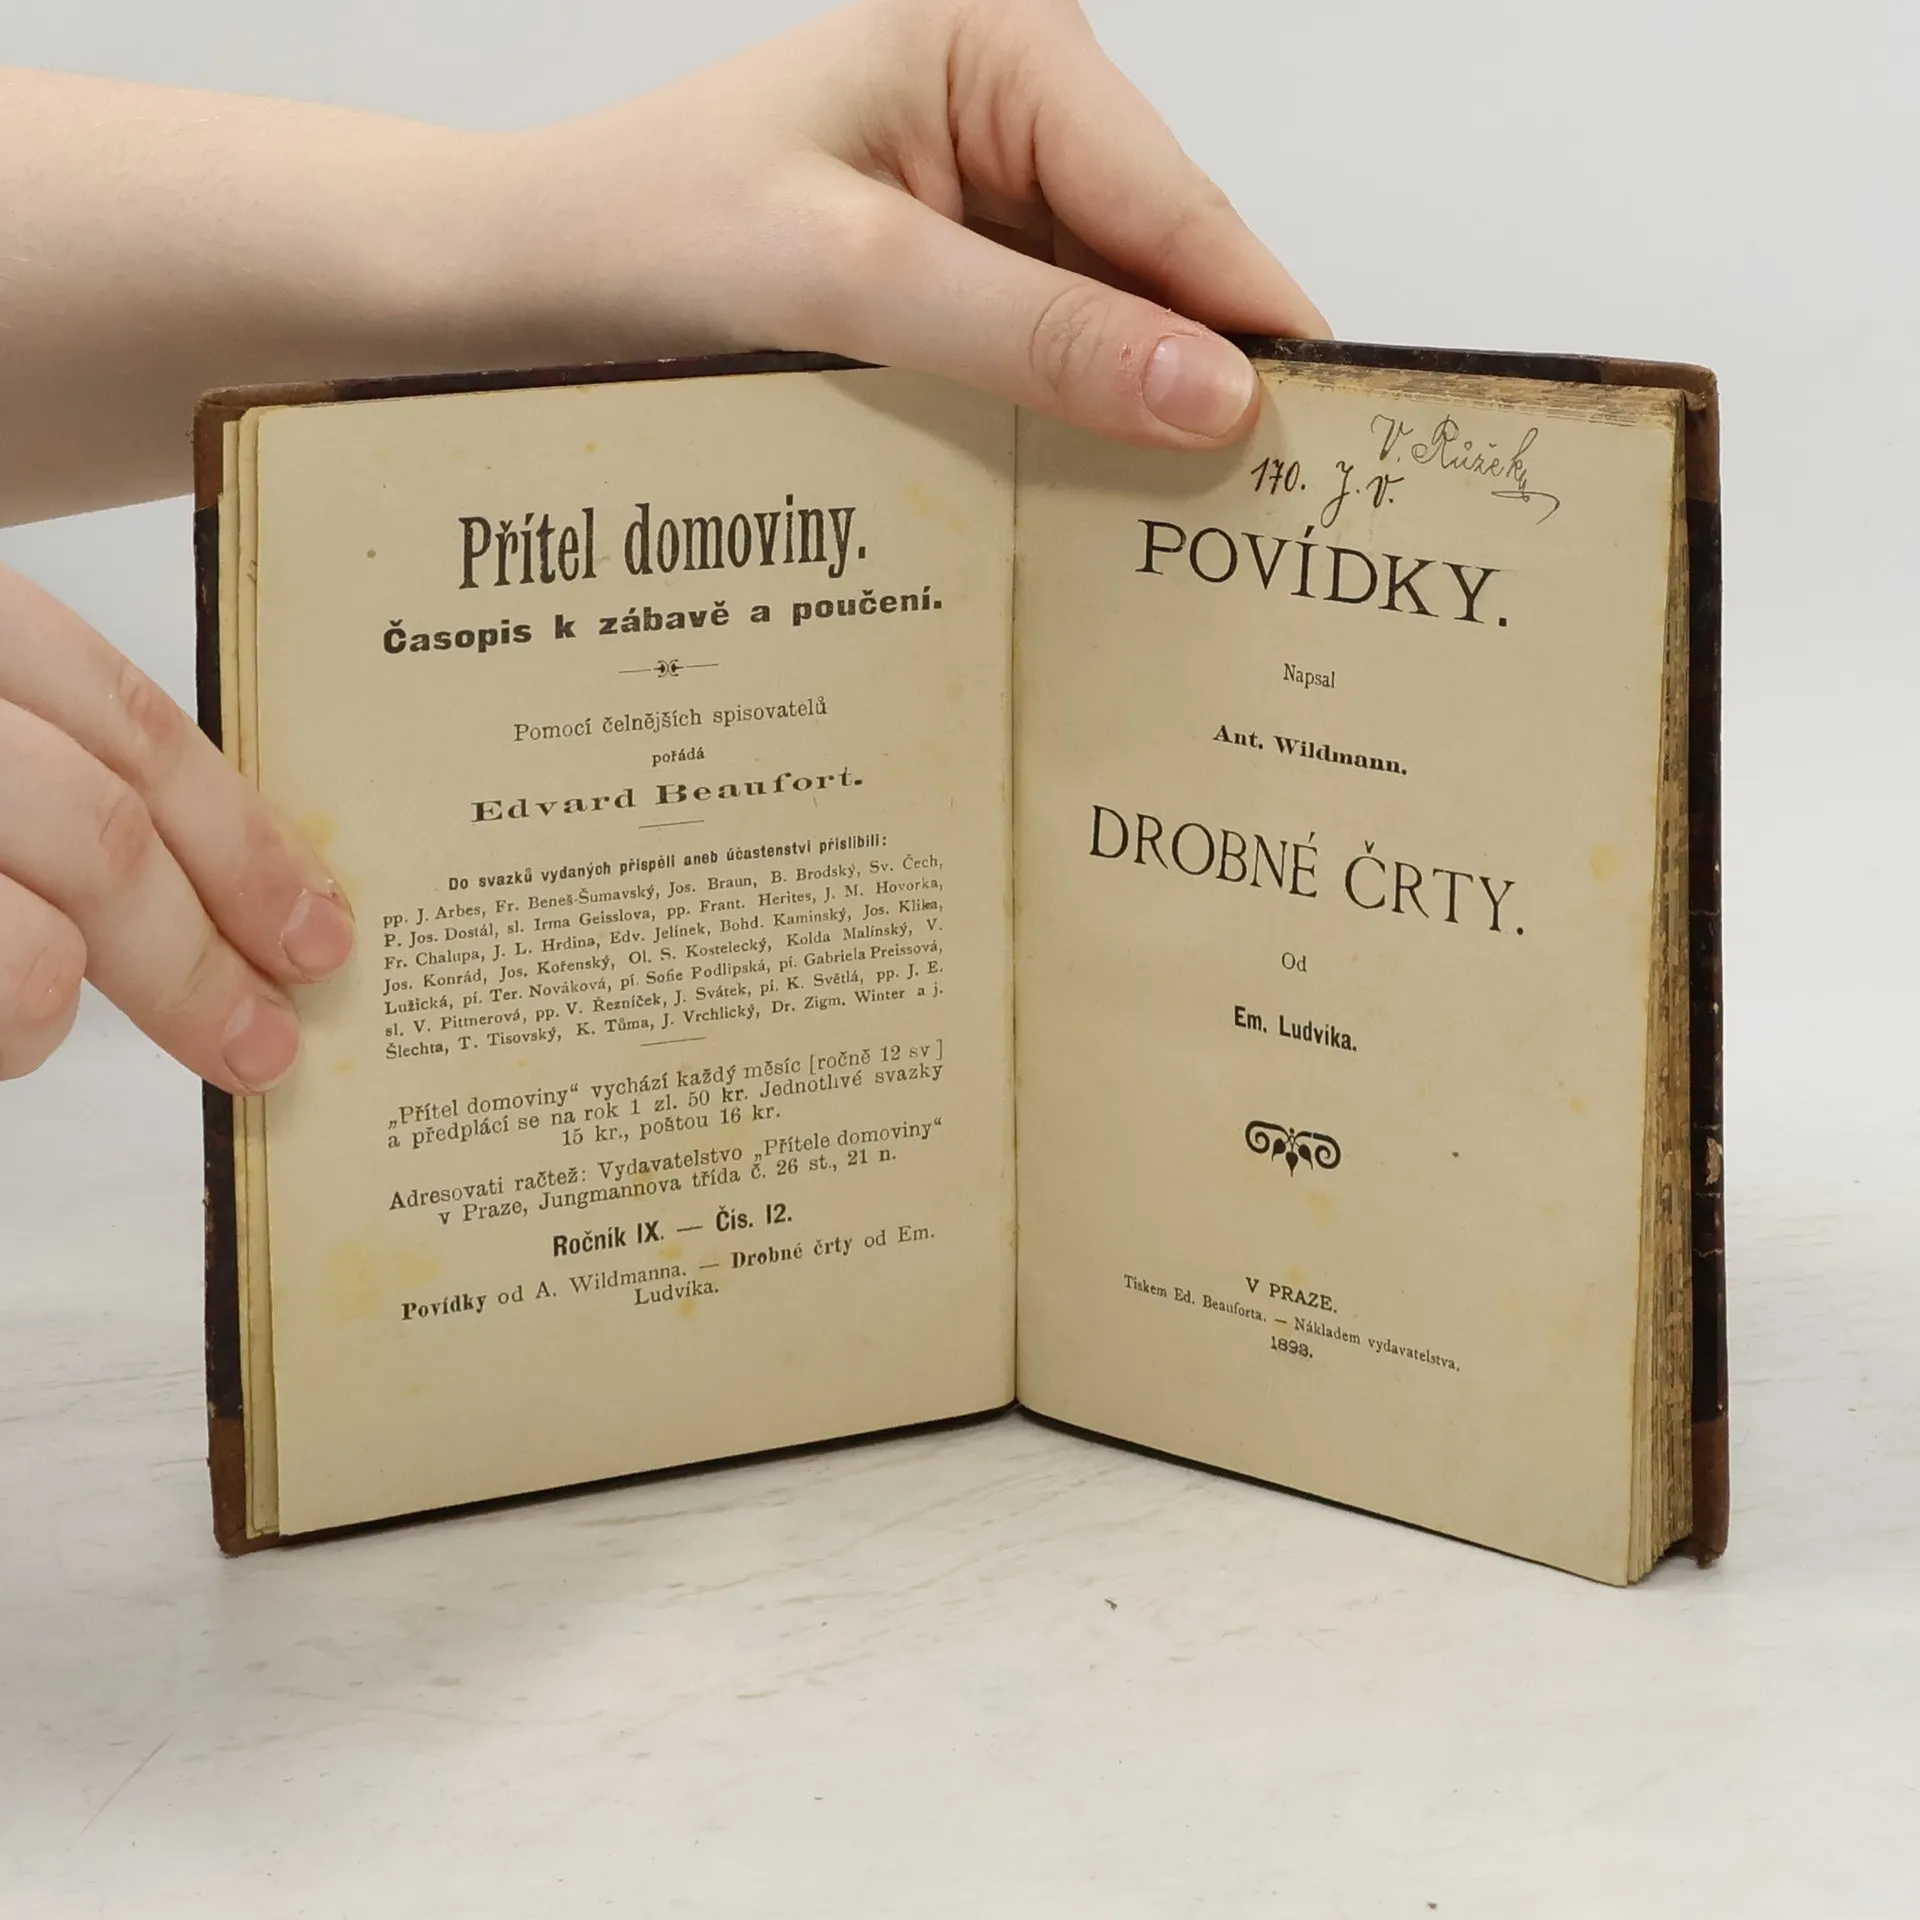 Přítel domoviny.
Časopis k zábavě a poučení.
Pomocí čelnějších spisovatelů
pořádá
Edvard Beaufort.
Do svazků vydaných přispěli aneb účastenství přislíbili:
pp. J. Arbes, Fr. Beneš-Šumavský, Jos. Braun, B. Brodský, Sv. Čech,
P. Jos. Dostál, sl. Irma Geisslova, pp. Frant. Herites, J. M. Hovorka,
Fr. Chalupa, J. L. Hrdina, Edv. Jelínek, Bohd. Kaminský, Jos. Klika,
Jos. Konrád, Jos. Kořenský, Ol. S. Kostelecký, Kolda Malínský, V.
Lužická, pí. Ter. Nováková, pí. Sofie Podlipská, pí. Gabriela Preissová,
sl. V. Pittnerová, pp. V. Řezníček, J. Svátek, pí. K. Světlá, pp. J. E.
Šlechta, T. Tisovský, K. Tůma, J. Vrchlický, Dr. Zigm. Winter a j.
„Přítel domoviny“ vychází každý měsíc [ročně 12 sv ]
a předplácí se na rok 1 zl. 50 kr. Jednotlivé svazky
15 kr., poštou 16 kr.
Adresovati račtež: Vydavatelstvo „Přítele domoviny“
v Praze, Jungmannova třída č. 26 st., 21 n.
Ročník IX. — Čís. 12.
Povídky od A. Wildmanna. — Drobné črty od Em.
Ludvíka.
V. Růžek
170. J. V.
POVÍDKY.
Napsal
Ant. Wildmann.
DROBNÉ ČRTY.
Od
Em. Ludvíka.
V PRAZE.
Tiskem Ed. Beauforta. — Nákladem vydavatelstva.
1893.